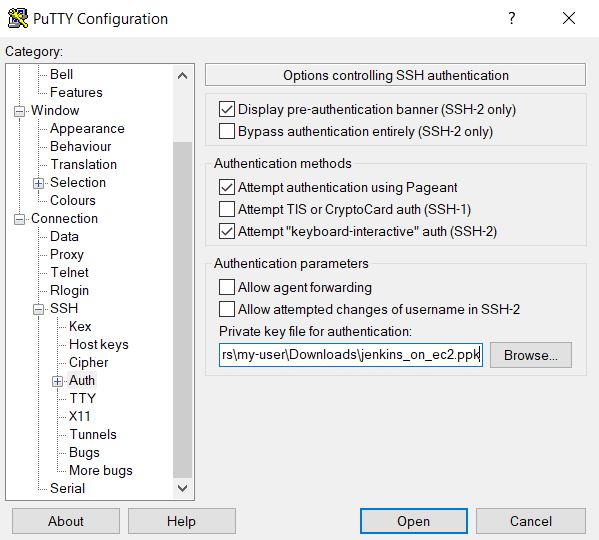 PuTTY Configuration
?
Category:
Bell
Features
Window
Appearance
Behaviour
Translation
Selection
Colours
Connection
Data
Proxy
Telnet
Rlogin
SSH
Kex
Host keys
Cipher
Auth
TTY
X11
Tunnels
Bugs
More bugs
Serial
Options controlling SSH authentication
Display pre-authentication banner (SSH-2 only)
Bypass authentication entirely (SSH-2 only)
Authentication methods
Attempt authentication using Pageant
Attempt TIS or CryptoCard auth (SSH-1)
Attempt "keyboard-interactive" auth (SSH-2)
Authentication parameters
Allow agent forwarding
Allow attempted changes of username in SSH-2
Private key file for authentication:
rs\my-user\Downloads\jenkins_on_ec2.ppk
Browse...
About
Help
Open
Cancel